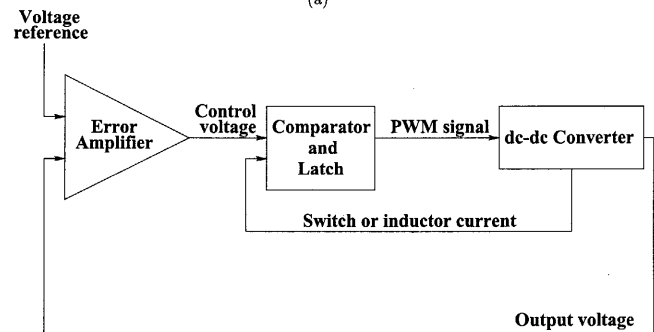 (a)
Voltage
reference
Error
Amplifier
Control
voltage
Comparator
and
Latch
PWM signal
dc-dc Converter
Switch or inductor current
Output voltage